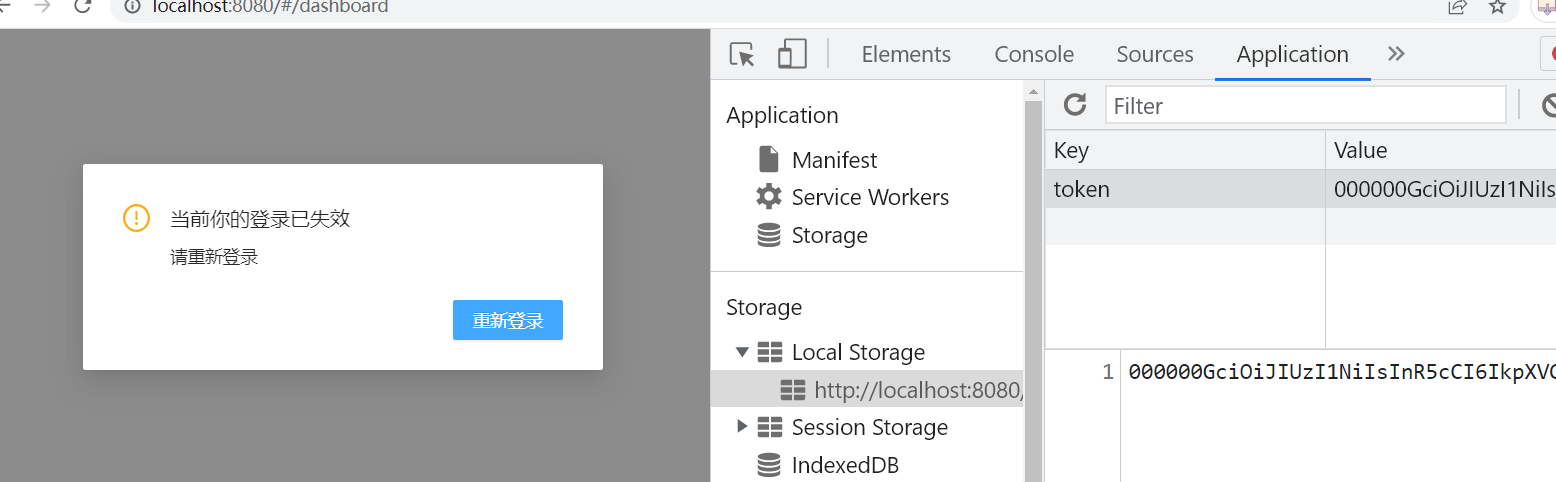 localhost:8080/#/dashboard
当前你的登录已失效
请重新登录
重新登录
Elements Console Sources Application »
Application
Manifest
Service Workers
Storage
Storage
Local Storage
http://localhost:8080/
Session Storage
IndexedDB
Filter
Key Value
token 000000GciOiJIUzI1NiIs
1 000000GciOiJIUzI1NiIsInR5cCI6IkpXVC